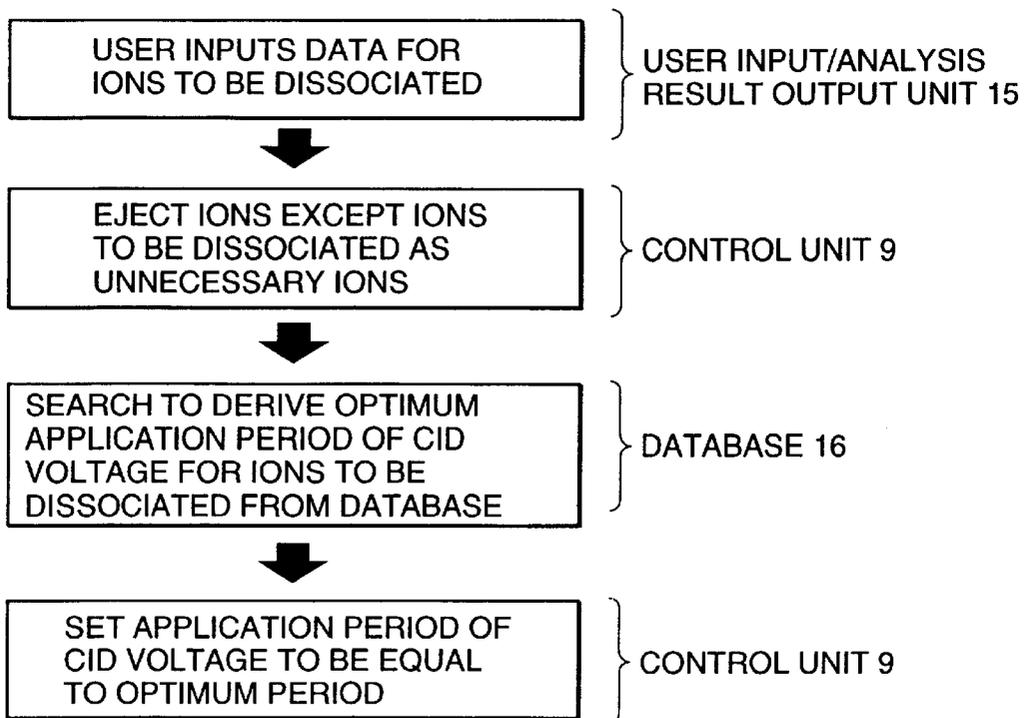 USER INPUTS DATA FOR
IONS TO BE DISSOCIATED
USER INPUT/ANALYSIS
RESULT OUTPUT UNIT 15
EJECT IONS EXCEPT IONS
TO BE DISSOCIATED AS
UNNECESSARY IONS
CONTROL UNIT 9
SEARCH TO DERIVE OPTIMUM
APPLICATION PERIOD OF CID
VOLTAGE FOR IONS TO BE
DISSOCIATED FROM DATABASE
DATABASE 16
SET APPLICATION PERIOD OF
CID VOLTAGE TO BE EQUAL
TO OPTIMUM PERIOD
CONTROL UNIT 9